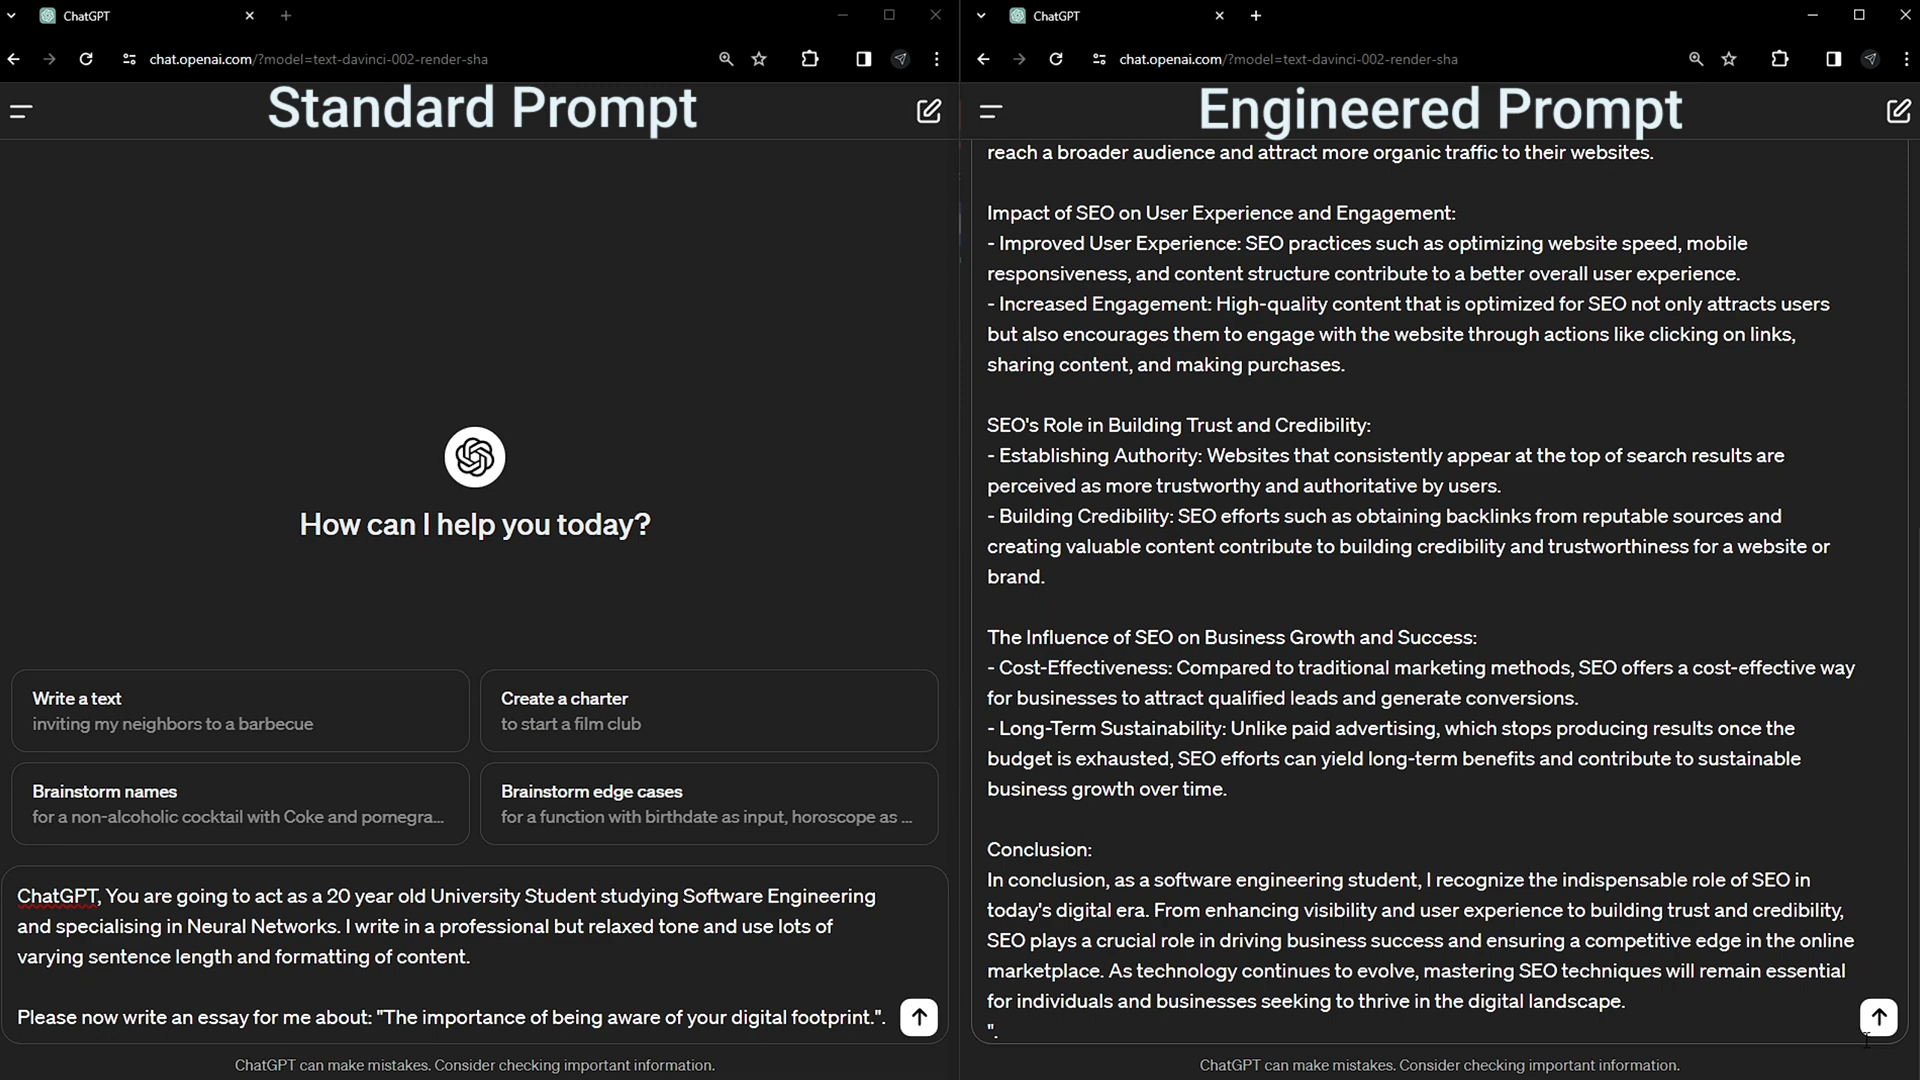 ChatGPT
chat.openai.com/?model=text-davinci-002-render-sha
Standard Prompt
How can I help you today?
Write a text
inviting my neighbors to a barbecue
Create a charter
to start a film club
Brainstorm names
for a non-alcoholic cocktail with Coke and pomegra...
Brainstorm edge cases
for a function with birthdate as input, horoscope as ...
ChatGPT, You are going to act as a 20 year old University Student studying Software Engineering
and specialising in Neural Networks. I write in a professional but relaxed tone and use lots of
varying sentence length and formatting of content.
Please now write an essay for me about: "The importance of being aware of your digital footprint.".
ChatGPT can make mistakes. Consider checking important information.
ChatGPT
chat.openai.com/?model=text-davinci-002-render-sha
Engineered Prompt
reach a broader audience and attract more organic traffic to their websites.
Impact of SEO on User Experience and Engagement:
- Improved User Experience: SEO practices such as optimizing website speed, mobile
responsiveness, and content structure contribute to a better overall user experience.
- Increased Engagement: High-quality content that is optimized for SEO not only attracts users
but also encourages them to engage with the website through actions like clicking on links,
sharing content, and making purchases.
SEO's Role in Building Trust and Credibility:
- Establishing Authority: Websites that consistently appear at the top of search results are
perceived as more trustworthy and authoritative by users.
- Building Credibility: SEO efforts such as obtaining backlinks from reputable sources and
creating valuable content contribute to building credibility and trustworthiness for a website or
brand.
The Influence of SEO on Business Growth and Success:
- Cost-Effectiveness: Compared to traditional marketing methods, SEO offers a cost-effective way
for businesses to attract qualified leads and generate conversions.
- Long-Term Sustainability: Unlike paid advertising, which stops producing results once the
budget is exhausted, SEO efforts can yield long-term benefits and contribute to sustainable
business growth over time.
Conclusion:
In conclusion, as a software engineering student, I recognize the indispensable role of SEO in
today's digital era. From enhancing visibility and user experience to building trust and credibility,
SEO plays a crucial role in driving business success and ensuring a competitive edge in the online
marketplace. As technology continues to evolve, mastering SEO techniques will remain essential
for individuals and businesses seeking to thrive in the digital landscape.
".
ChatGPT can make mistakes. Consider checking important information.